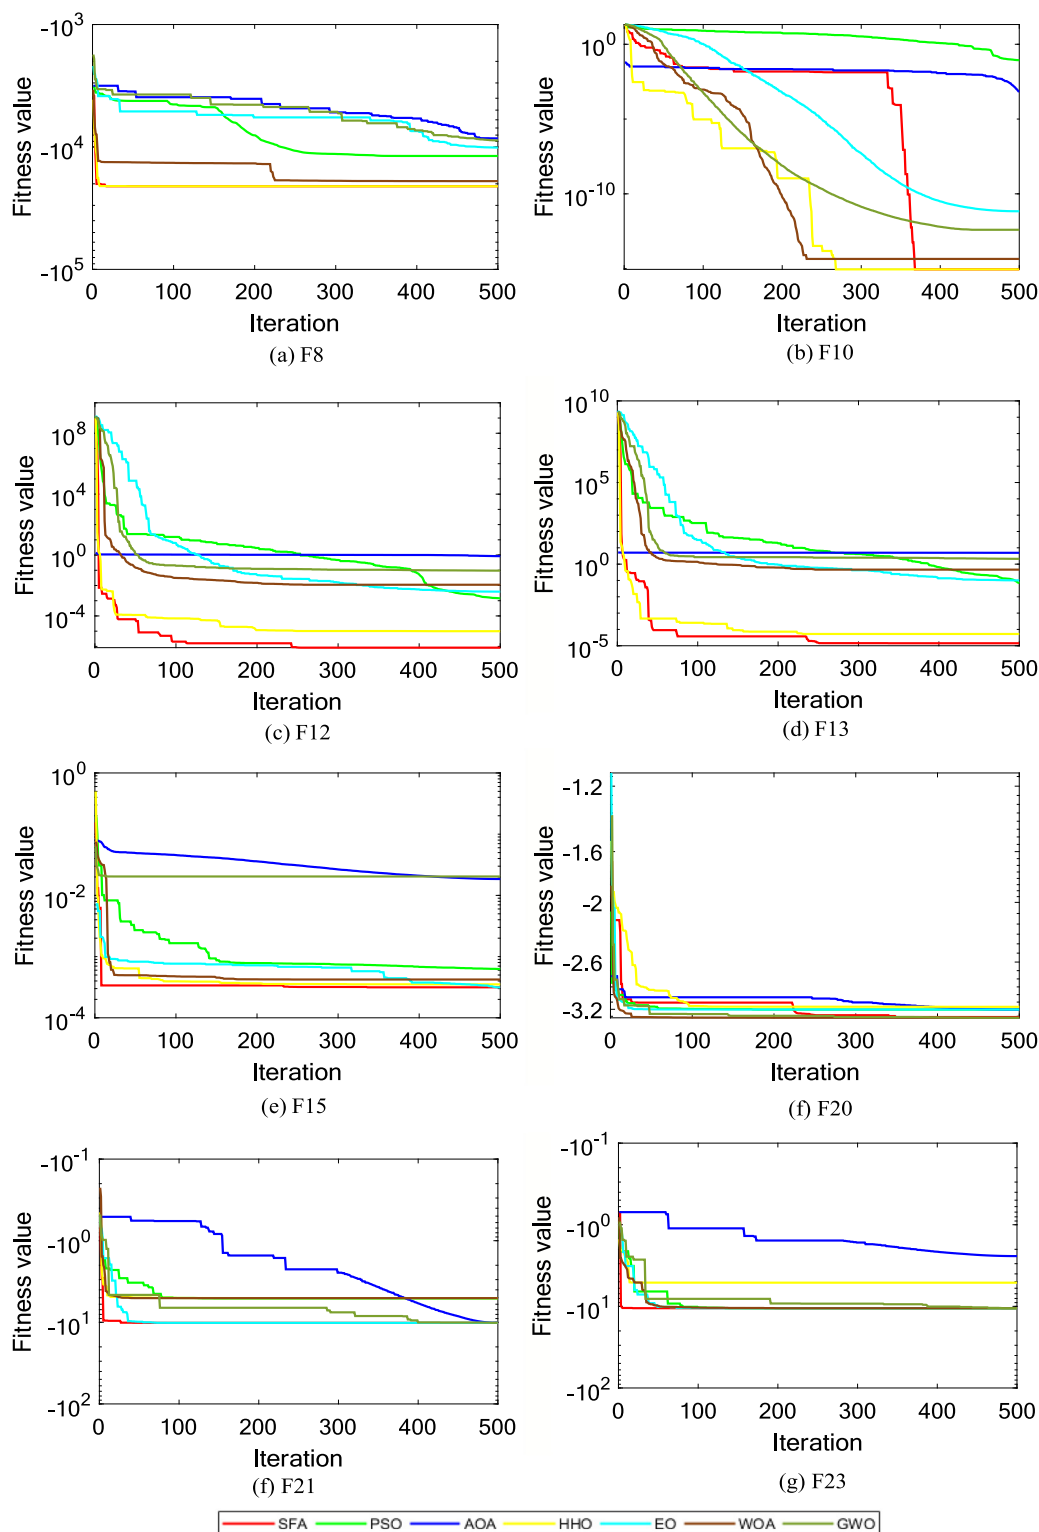 -10^3
-10^4
-10^5
Fitness value
0 100 200 300 400 500
Iteration
(a) F8
10^0
10^-10
Fitness value
0 100 200 300 400 500
Iteration
(b) F10
10^8
10^4
10^0
10^-4
Fitness value
0 100 200 300 400 500
Iteration
(c) F12
10^10
10^5
10^0
10^-5
Fitness value
0 100 200 300 400 500
Iteration
(d) F13
10^0
10^-2
10^-4
Fitness value
0 100 200 300 400 500
Iteration
(e) F15
-1.2
-1.6
-2
-2.6
-3.2
-3.2
Fitness value
0 100 200 300 400 500
Iteration
(f) F20
-10^-1
-10^0
-10^1
-10^2
Fitness value
0 100 200 300 400 500
Iteration
(f) F21
-10^-1
-10^0
-10^1
-10^2
Fitness value
0 100 200 300 400 500
Iteration
(g) F23
SFA PSO AOA HHO EO WOA GWO